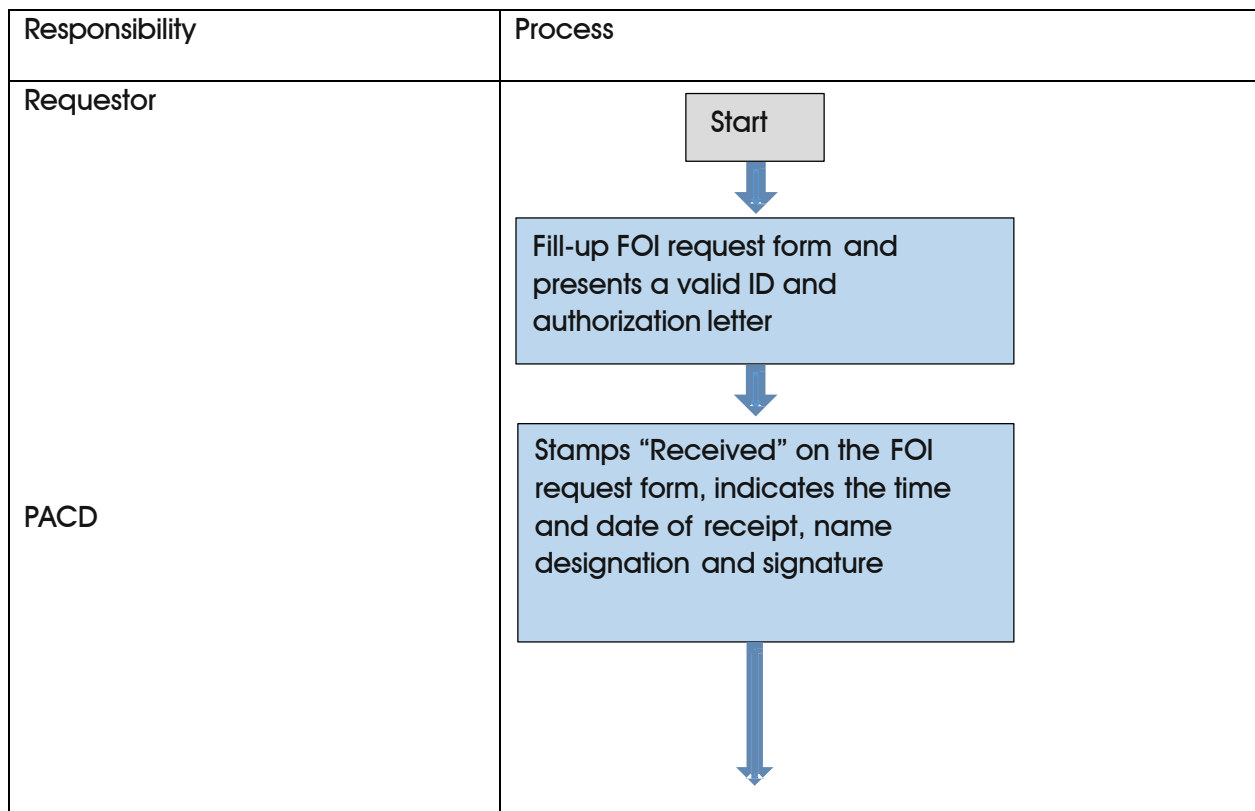 Responsibility
Process
Requestor
Start
Fill-up FOI request form and
presents a valid ID and
authorization letter
PACD
Stamps “Received” on the FOI
request form, indicates the time
and date of receipt, name
designation and signature